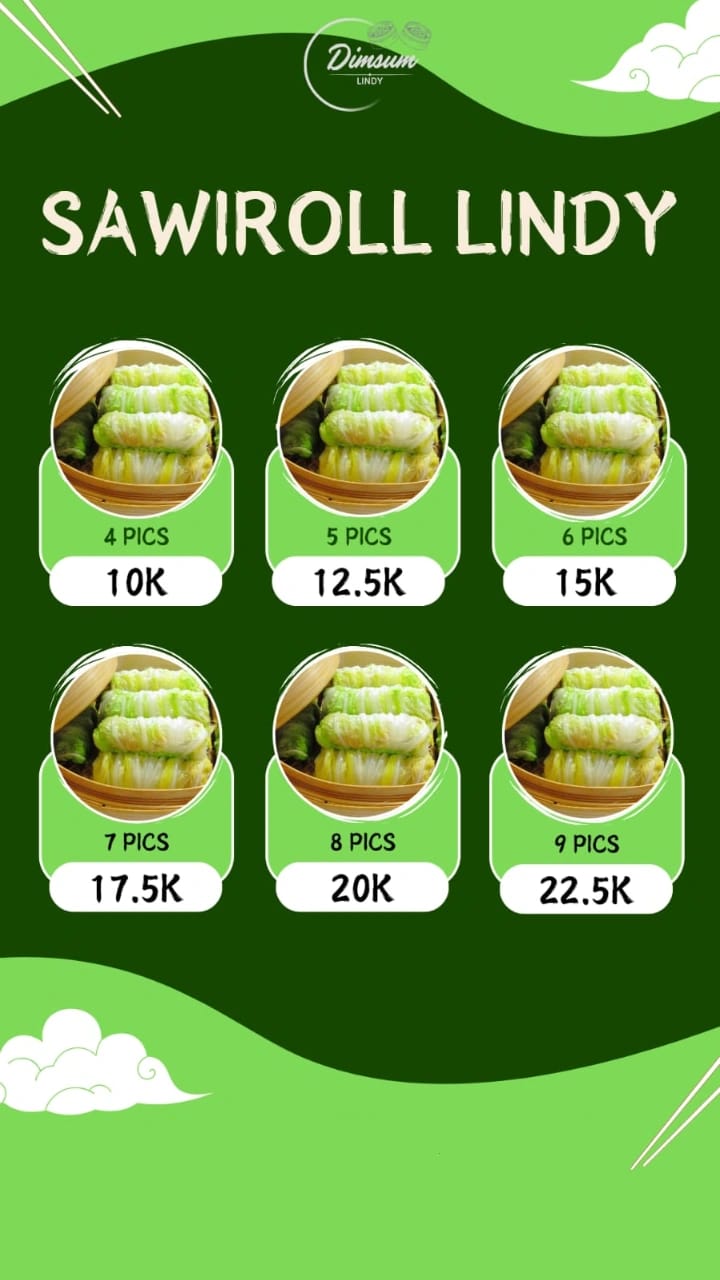 Dimsum
LINDY
SAWIROLL LINDY
4 PICS
10K
5 PICS
12.5K
6 PICS
15K
7 PICS
17.5K
8 PICS
20K
9 PICS
22.5K